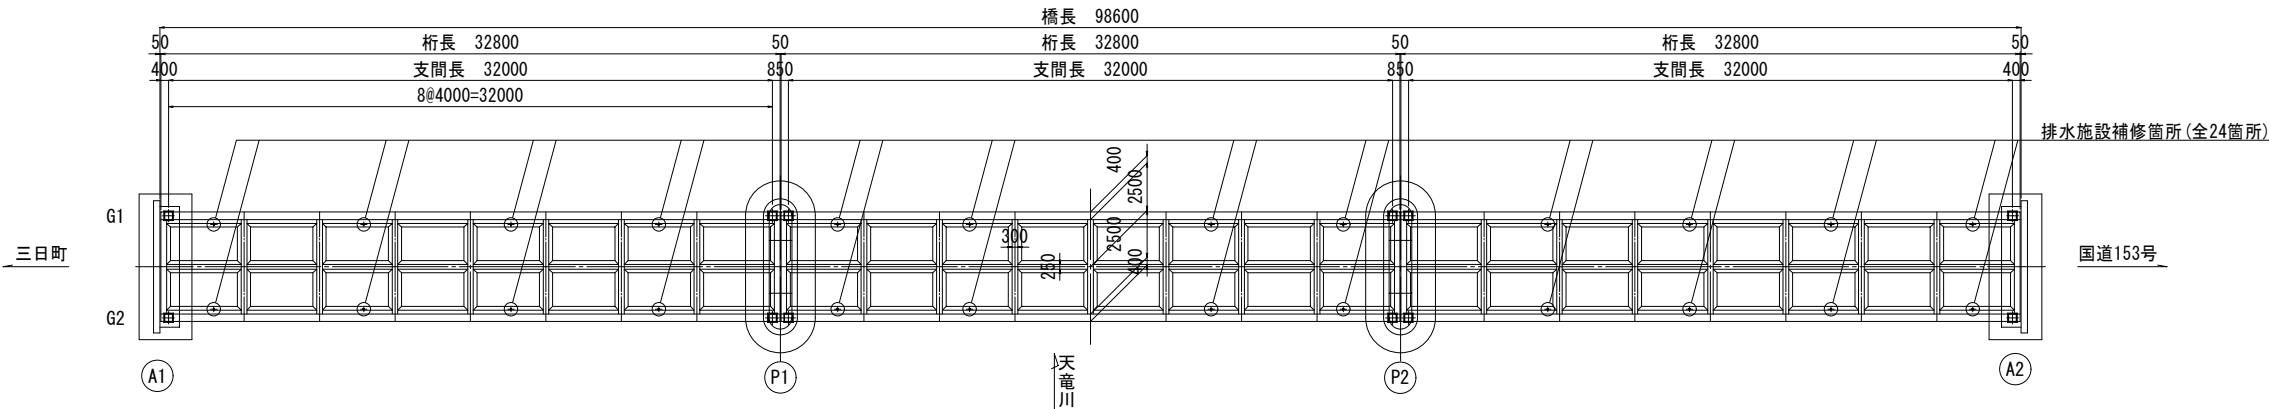 橋長 98600
50 桁長 32800 50 桁長 32800 50 桁長 32800 50
400 支間長 32000 850 支間長 32000 850 支間長 32000 400
8@4000=32000
排水施設補修箇所(全24箇所)
400
2500
G1
2500
300
三日町
250
400
国道153号
G2
A1
P1
天竜川
P2
A2